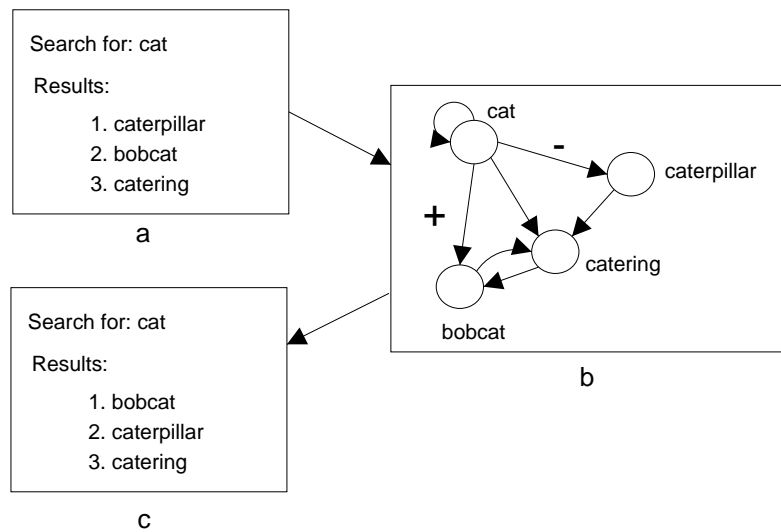 Search for: cat
Results:
1. caterpillar
2. bobcat
3. catering
a
cat
-
caterpillar
+
catering
bobcat
b
Search for: cat
Results:
1. bobcat
2. caterpillar
3. catering
c